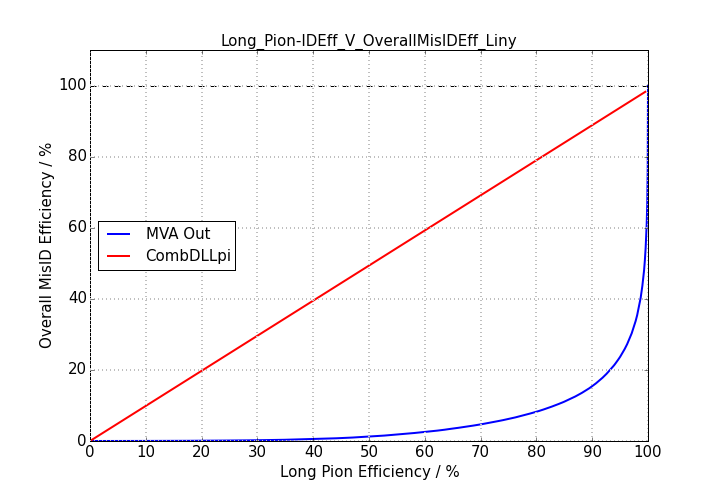 Long_Pion-IDEff_V_OverallMisIDEff_Liny
100
80
60
40
20
0
Overall MisID Efficiency / %
MVA Out
CombDLLpi
0 10 20 30 40 50 60 70 80 90 100
Long Pion Efficiency / %